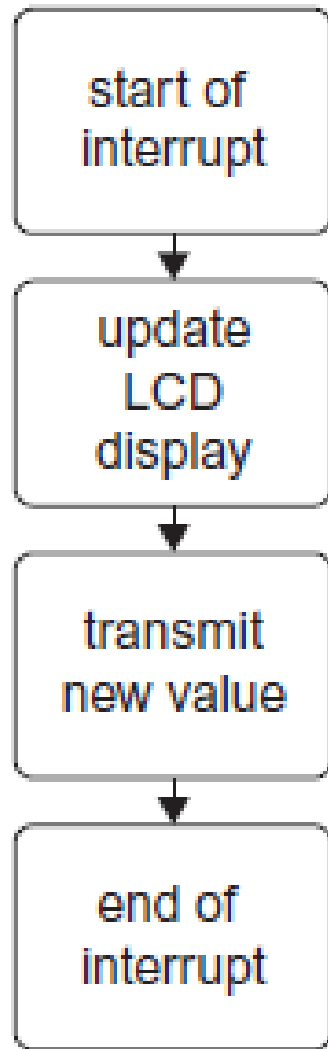 start of
interrupt
update
LCD
display
transmit
new value
end of
interrupt